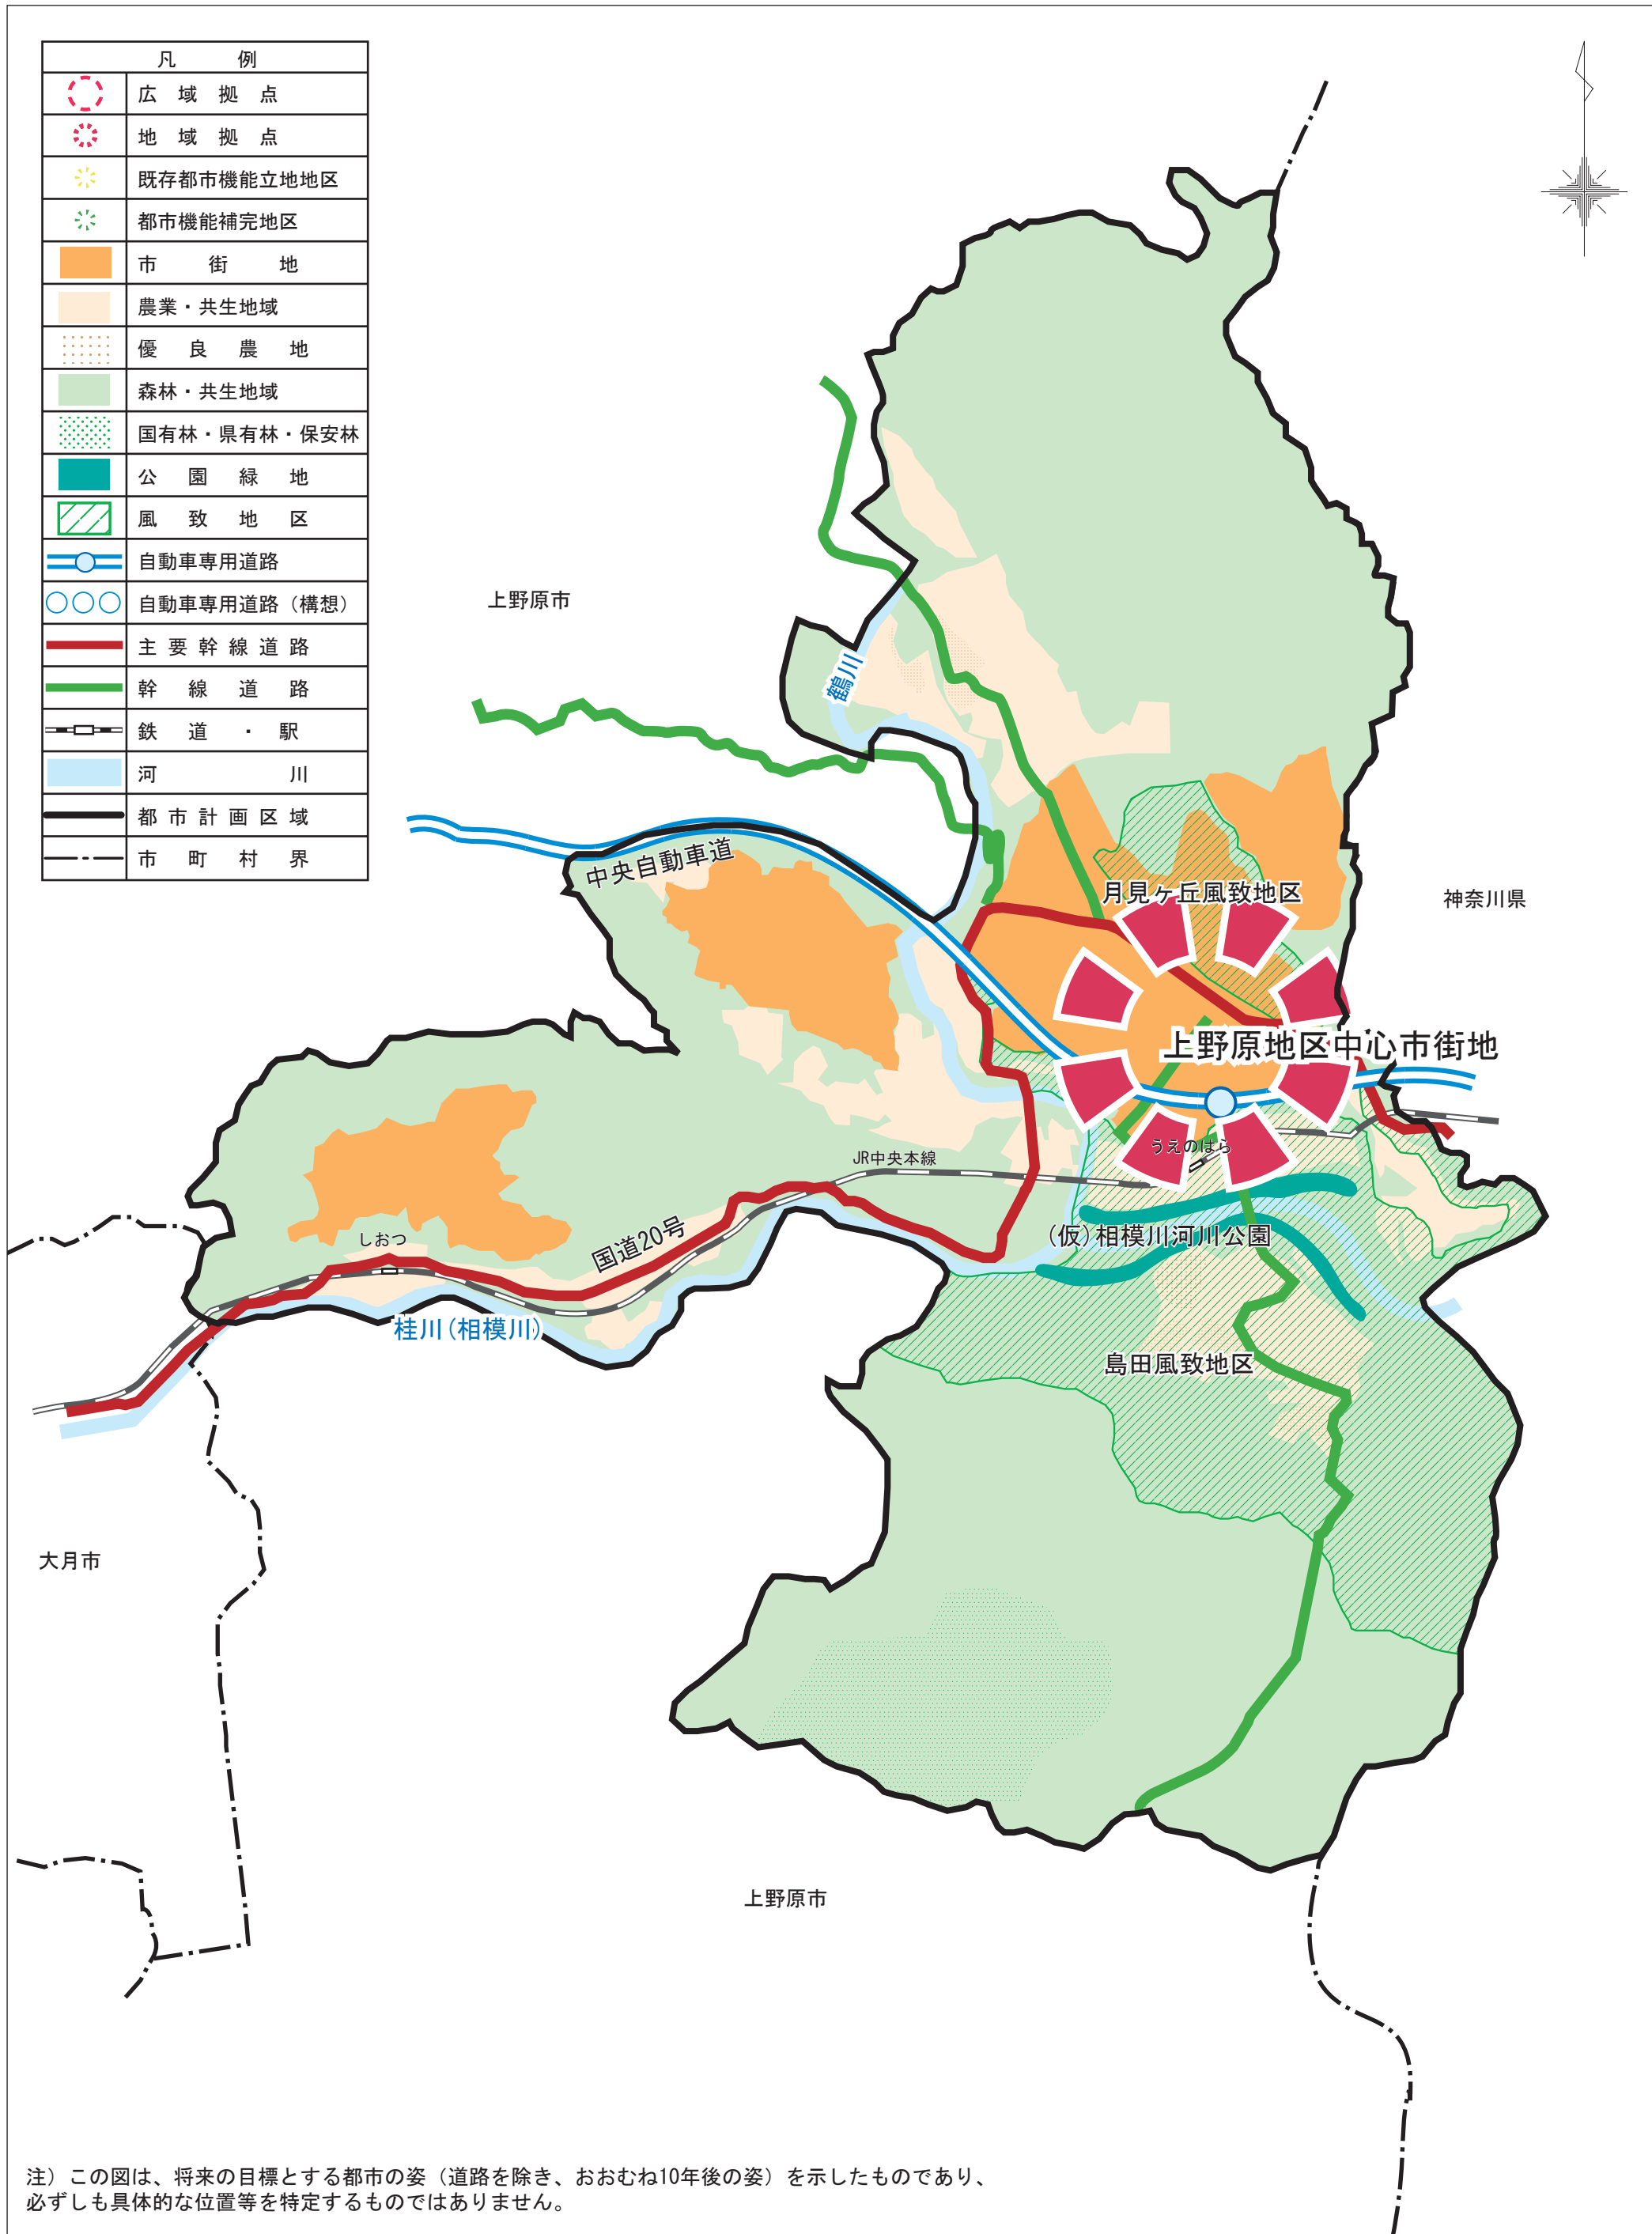 凡例
広域拠点
地域拠点
既存都市機能立地地区
都市機能補完地区
市街地
農業・共生地域
優良農地
森林・共生地域
国有林・県有林・保安林
公園緑地
風致地区
自動車専用道路
自動車専用道路（構想）
主要幹線道路
幹線道路
鉄道・駅
河川
都市計画区域
市町村界
上野原市
鶴川
中央自動車道
月見ヶ丘風致地区
神奈川県
上野原地区中心市街地
うえのはら
JR中央本線
しおつ
国道20号
(仮)相模川河川公園
桂川(相模川)
島田風致地区
大月市
上野原市
注）この図は、将来の目標とする都市の姿（道路を除き、おおむね10年後の姿）を示したものであり、
必ずしも具体的な位置等を特定するものではありません。